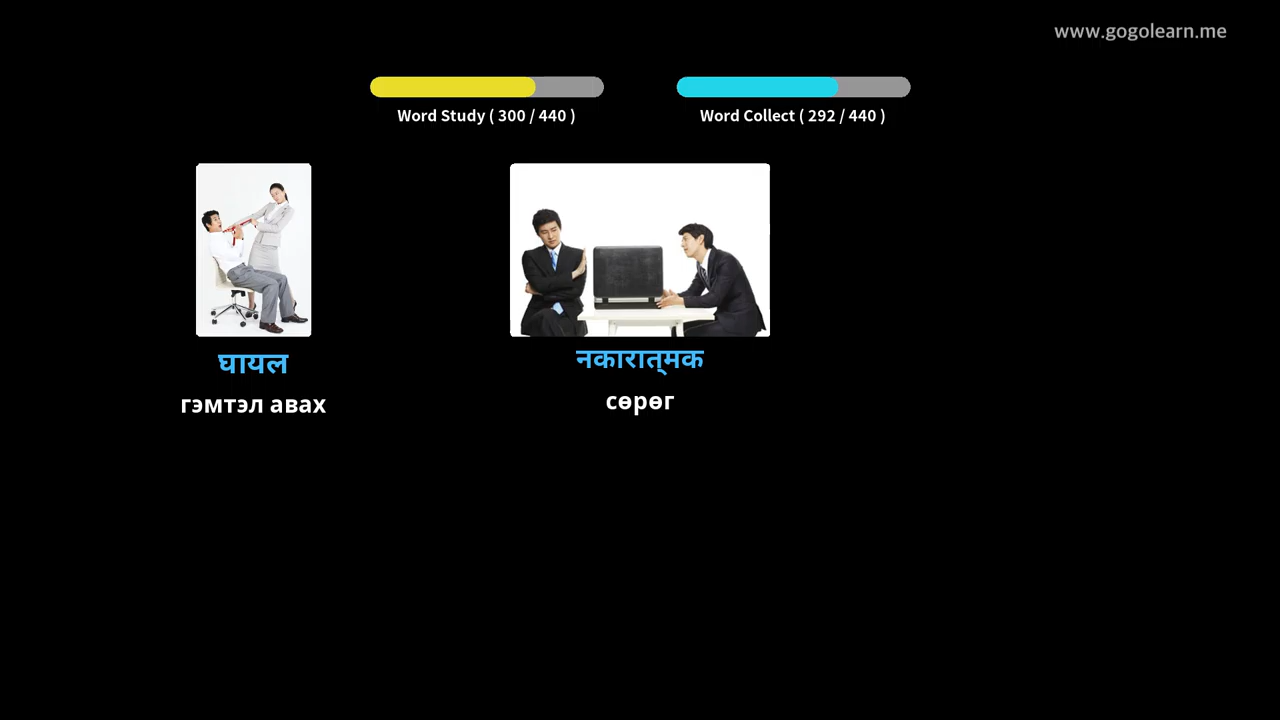 www.gogolearn.me
Word Study ( 300 / 440 )
Word Collect ( 292 / 440 )
घायल
гэмтэл авах
नकारात्मक
сөрөг